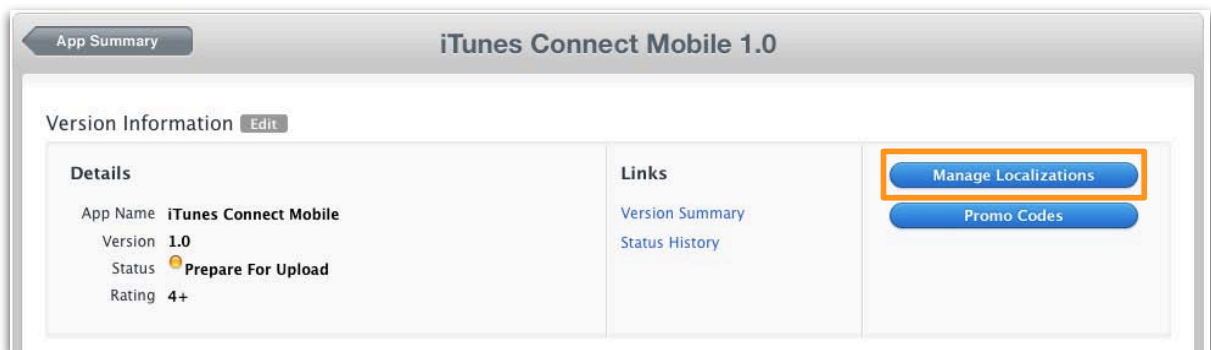 App Summary
iTunes Connect Mobile 1.0
Version Information Edit
Details
App Name iTunes Connect Mobile
Version 1.0
Status Prepare For Upload
Rating 4+
Links
Version Summary
Status History
Manage Localizations
Promo Codes